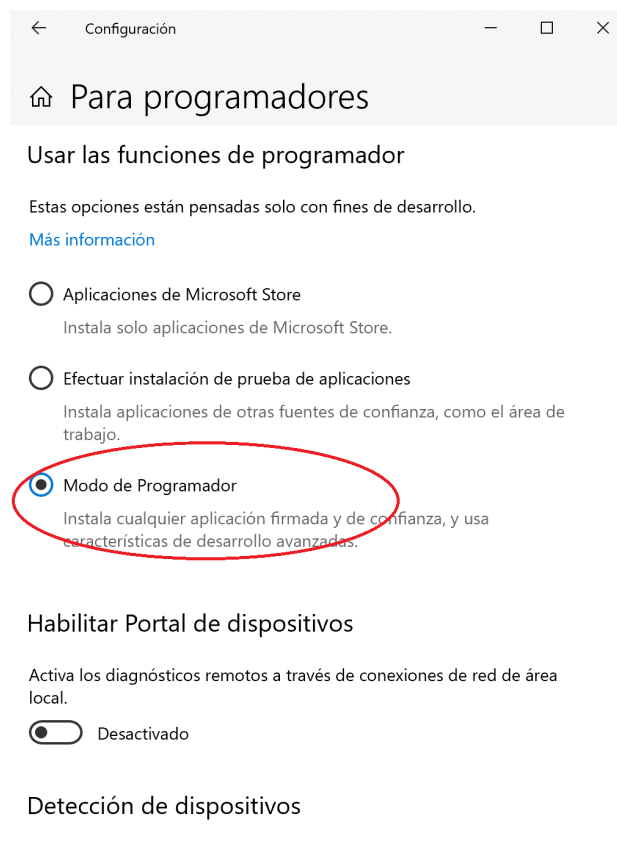 Configuración
Para programadores
Usar las funciones de programador
Estas opciones están pensadas solo con fines de desarrollo.
Más información
Aplicaciones de Microsoft Store
Instala solo aplicaciones de Microsoft Store.
Efectuar instalación de prueba de aplicaciones
Instala aplicaciones de otras fuentes de confianza, como el área de
trabajo.
Modo de Programador
Instala cualquier aplicación firmada y de confianza, y usa
características de desarrollo avanzadas.
Habilitar Portal de dispositivos
Activa los diagnósticos remotos a través de conexiones de red de área
local.
Desactivado
Detección de dispositivos